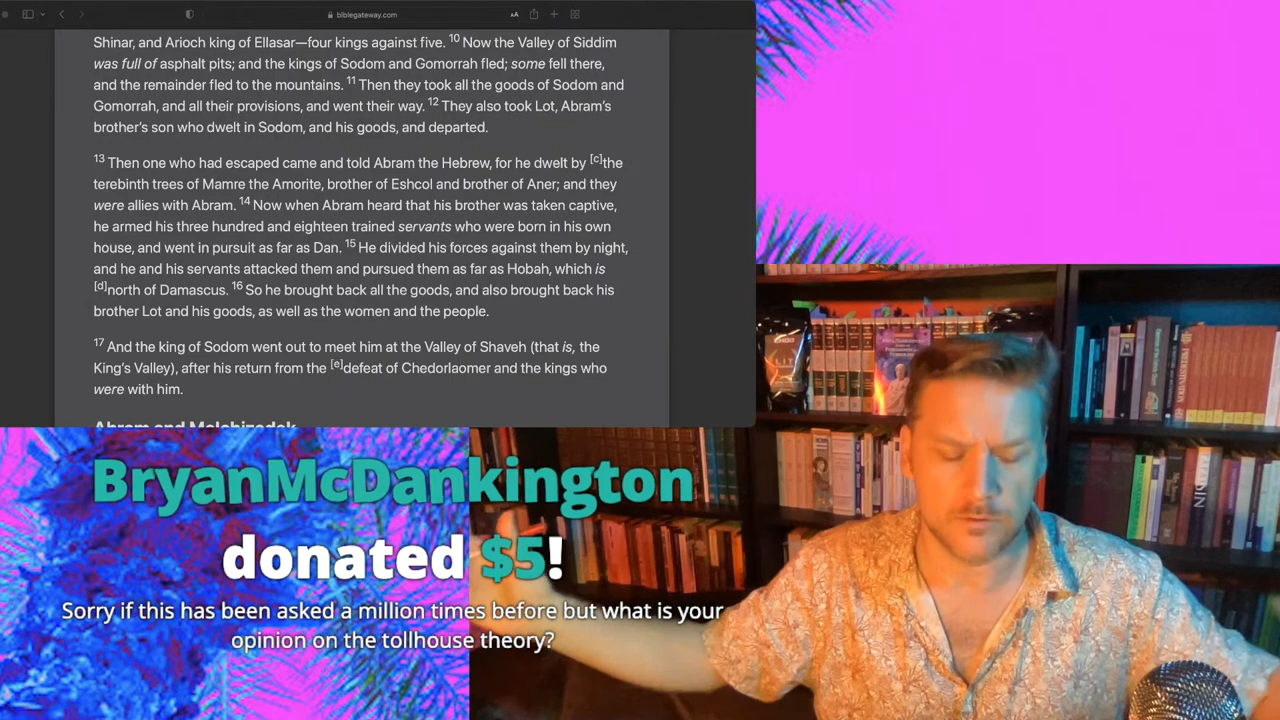 biblegateway.com
Shinar, and Arioch king of Ellasar—four kings against five. 10 Now the Valley of Siddim
was full of asphalt pits; and the kings of Sodom and Gomorrah fled; some fell there,
and the remainder fled to the mountains. 11 Then they took all the goods of Sodom and
Gomorrah, and all their provisions, and went their way. 12 They also took Lot, Abram's
brother's son who dwelt in Sodom, and his goods, and departed.
13 Then one who had escaped came and told Abram the Hebrew, for he dwelt by [c]the
terebinth trees of Mamre the Amorite, brother of Eshcol and brother of Aner; and they
were allies with Abram. 14 Now when Abram heard that his brother was taken captive,
he armed his three hundred and eighteen trained servants who were born in his own
house, and went in pursuit as far as Dan. 15 He divided his forces against them by night,
and he and his servants attacked them and pursued them as far as Hobah, which is
[d]north of Damascus. 16 So he brought back all the goods, and also brought back his
brother Lot and his goods, as well as the women and the people.
17 And the king of Sodom went out to meet him at the Valley of Shaveh (that is, the
King's Valley), after his return from the [e]defeat of Chedorlaomer and the kings who
were with him.
Abram and Melchizedek
BryanMcDankington
donated $5!
Sorry if this has been asked a million times before but what is your
opinion on the tollhouse theory?